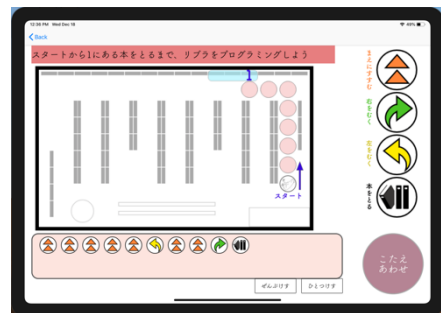 12:38 PM Wed Dec 18
Back
スタートから1にある本をとるまで、リブラをプログラミングしよう
1
スタート
まえにすすむ
右をむく
左をむく
本をとる
こたえ
あわせ
ぜんぶけす
ひとつけす